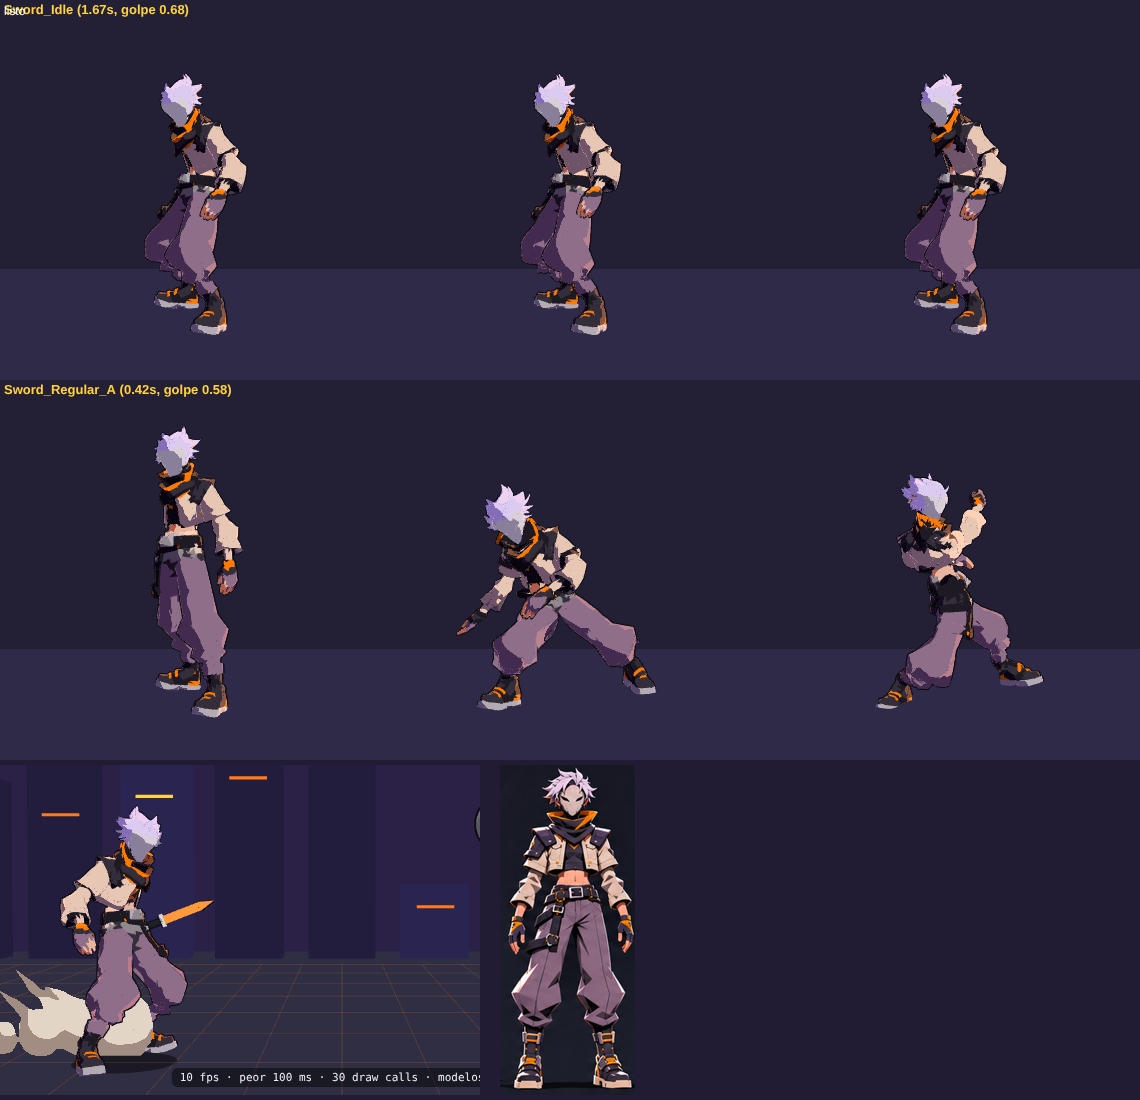 listo
Sword_Idle (1.67s, golpe 0.68)
Sword_Regular_A (0.42s, golpe 0.58)
10 fps · peor 100 ms · 30 draw calls · modelos